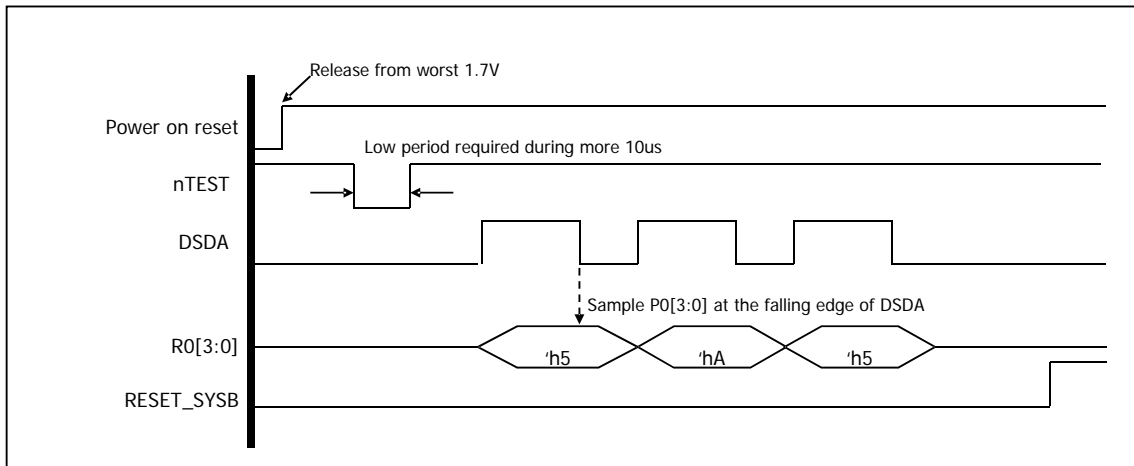 Release from worst 1.7V
Power on reset
Low period required during more 10us
nTEST
DSDA
Sample P0[3:0] at the falling edge of DSDA
R0[3:0]
‘h5
‘hA
‘h5
RESET_SYSB